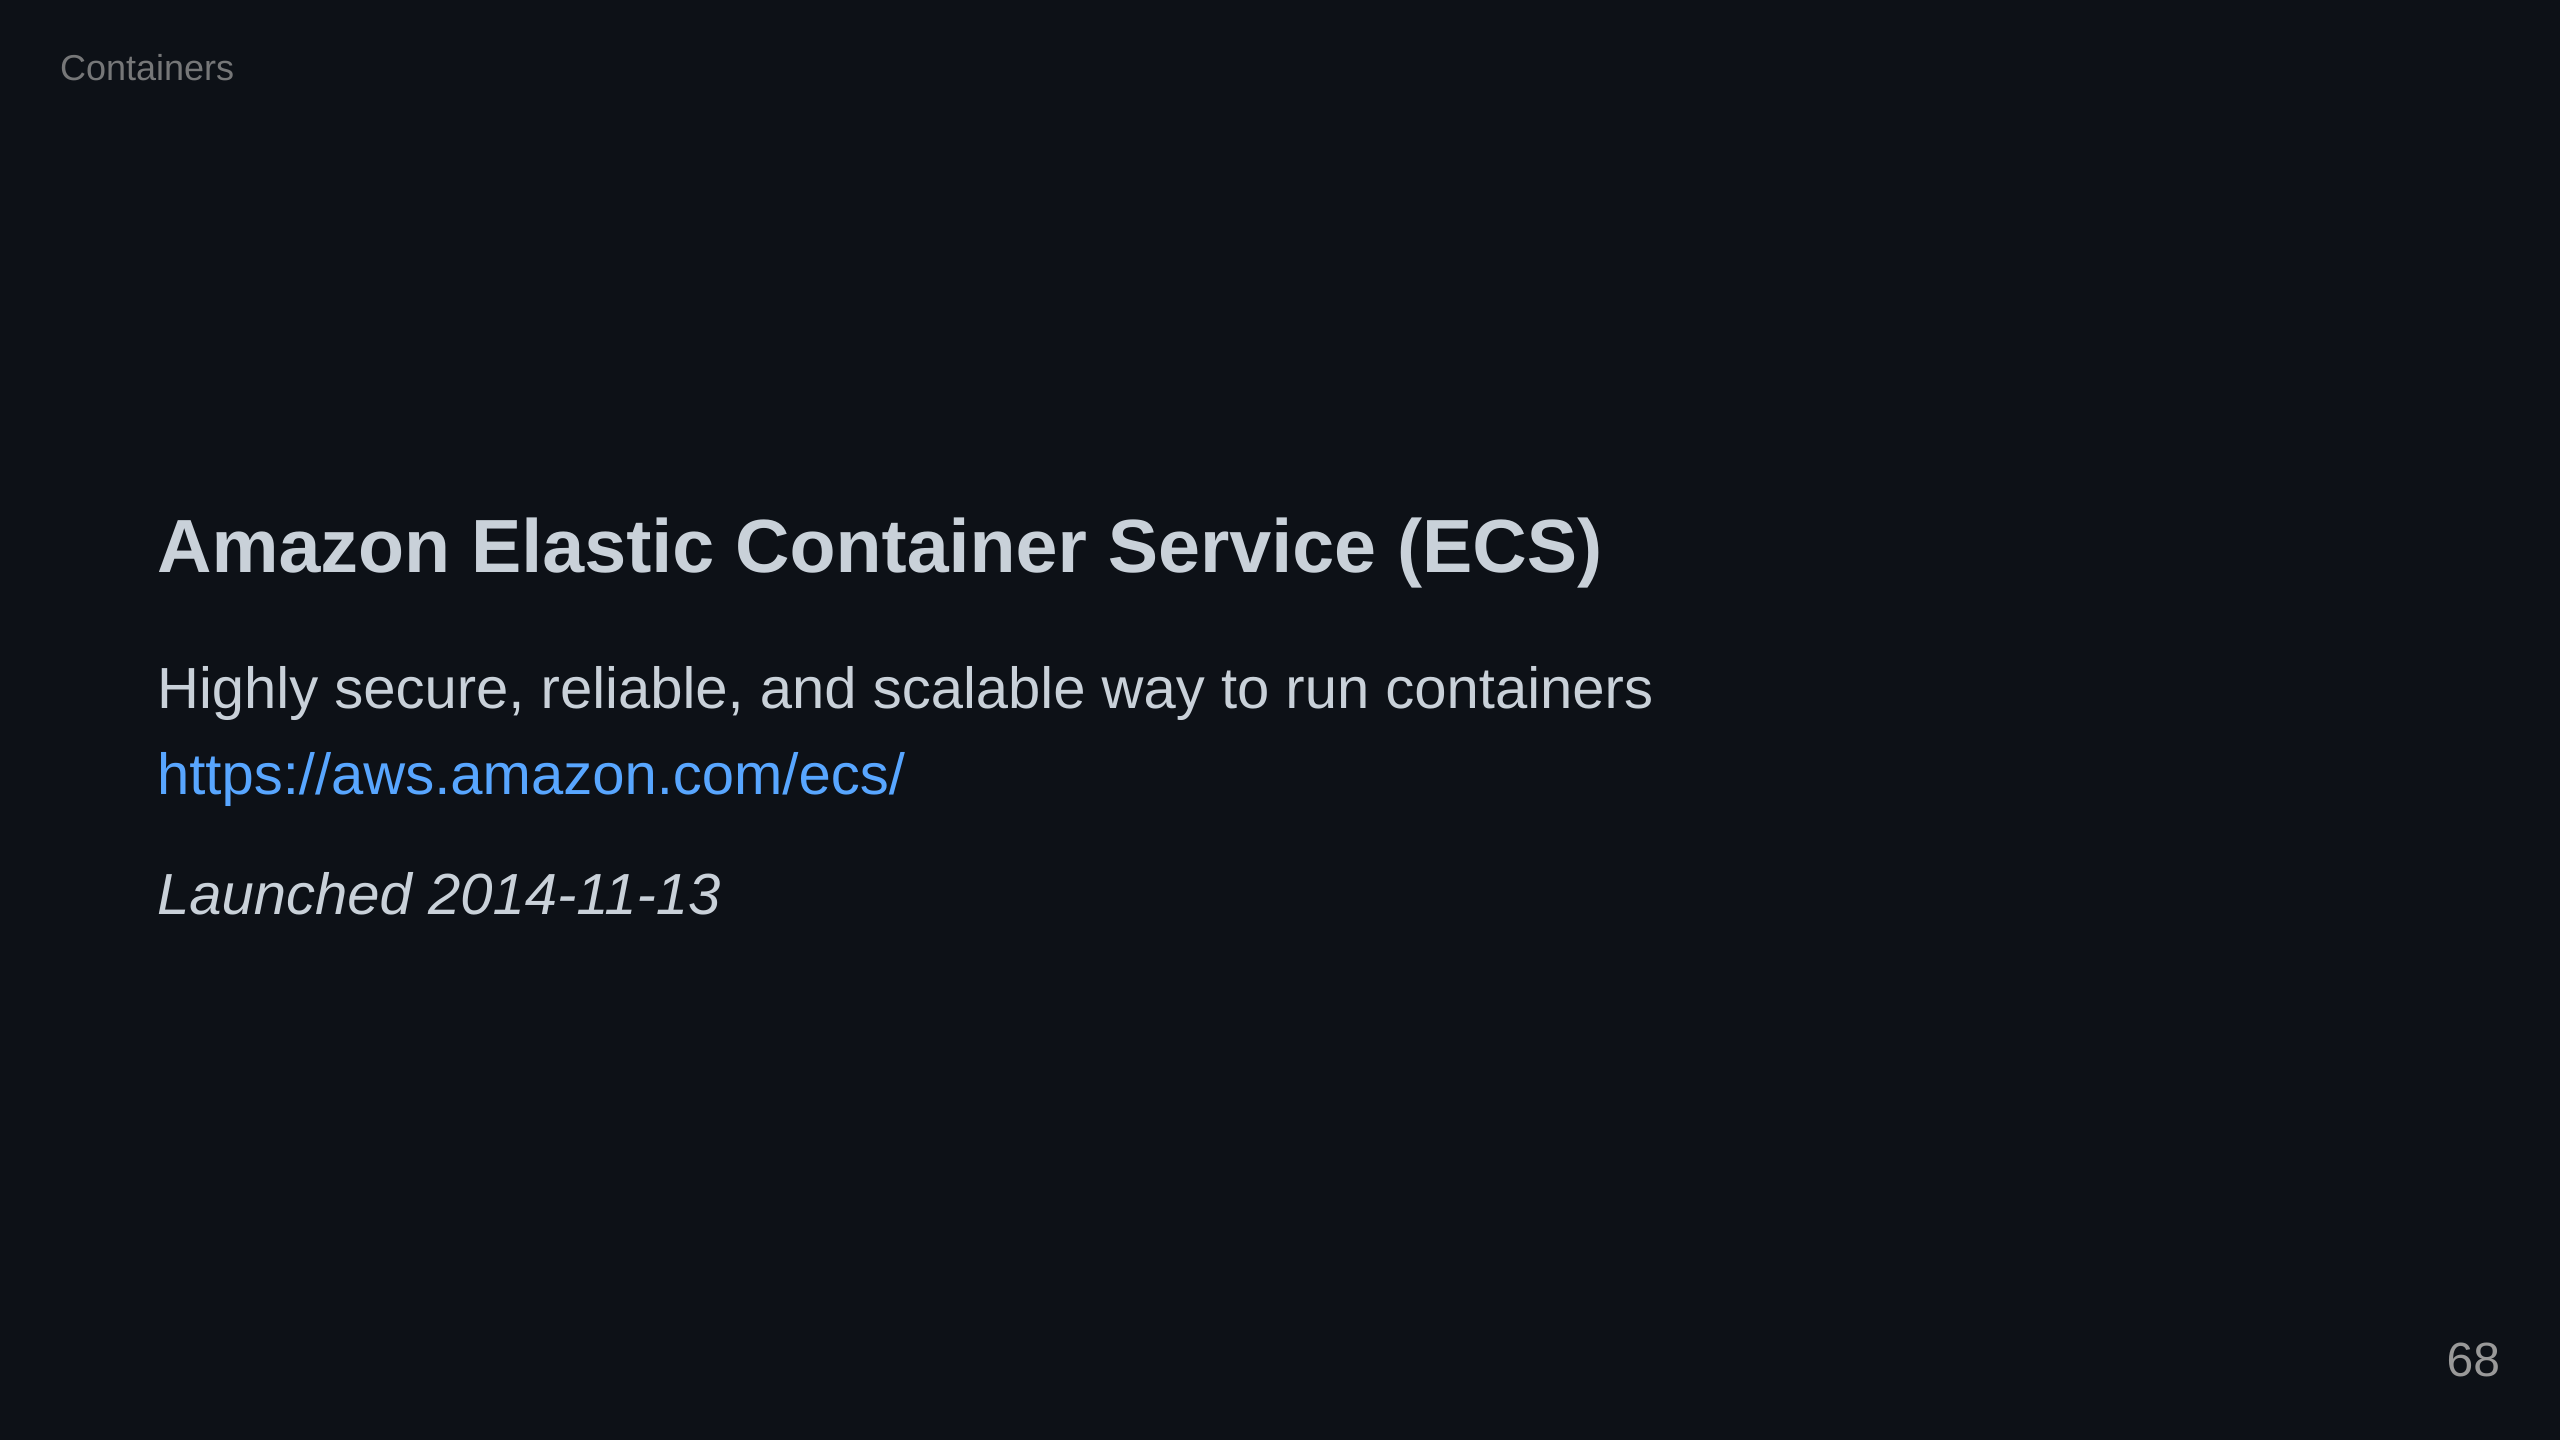 Containers
Amazon Elastic Container Service (ECS)
Highly secure, reliable, and scalable way to run containers
https://aws.amazon.com/ecs/
Launched 2014-11-13
68